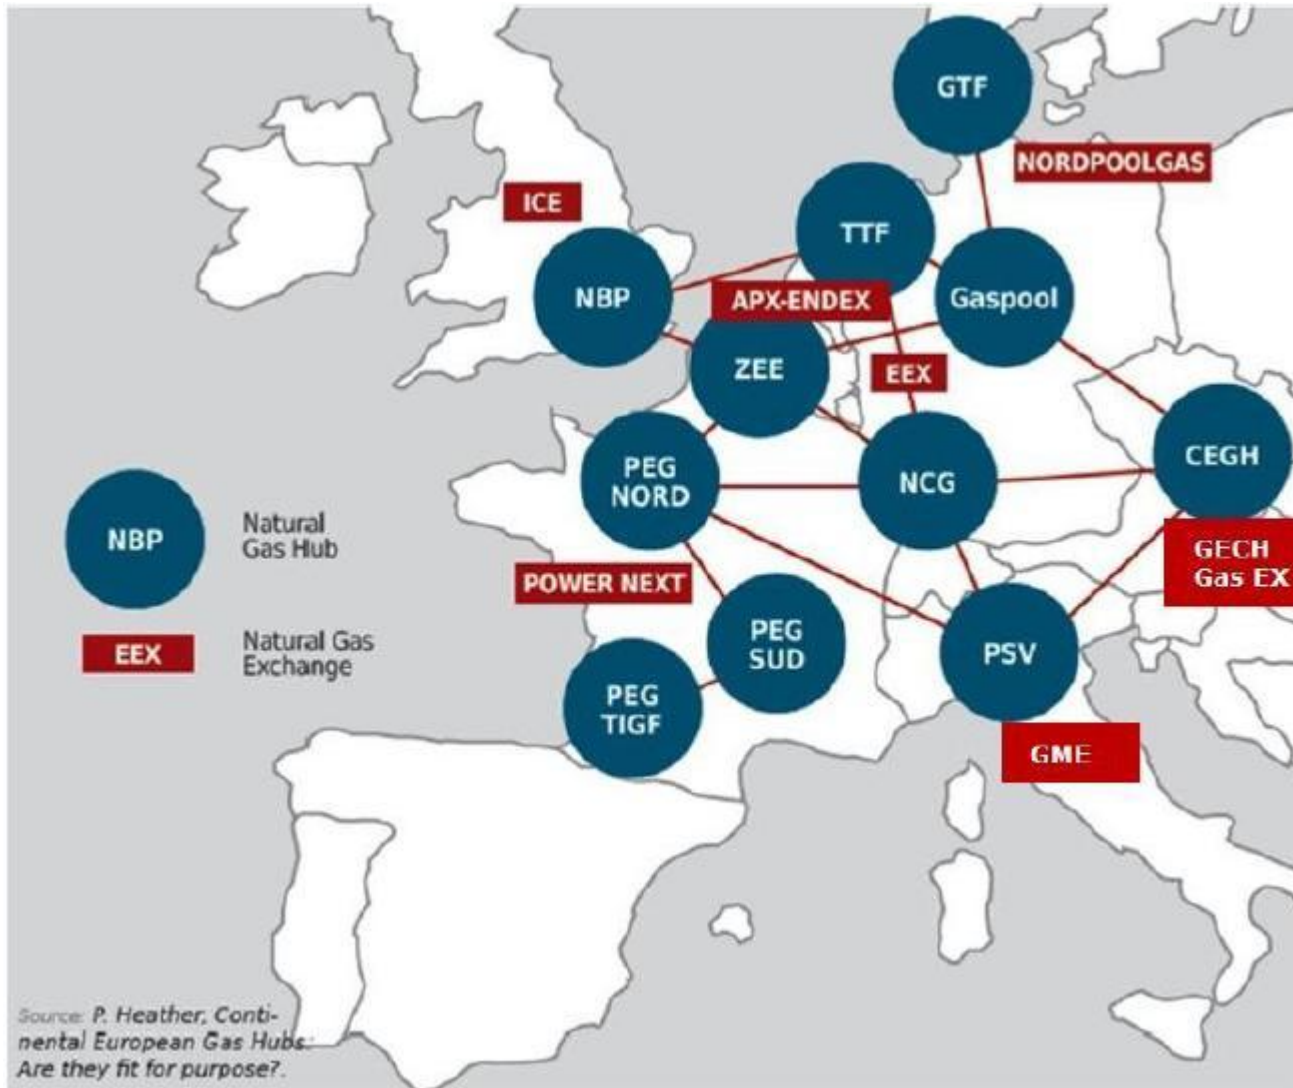 GTF
NORDPOOLGAS
ICE
TTF
NBP
APX-ENDEX
Gaspool
ZEE
EEX
PEG
NORD
NCG
CEGH
NBP
Natural
Gas Hub
GECH
Gas EX
POWER NEXT
EEX
Natural Gas
Exchange
PEG
SUD
PSV
PEG
TIGF
GME
Source: P. Heather, Conti-
nental European Gas Hubs:
Are they fit for purpose?.